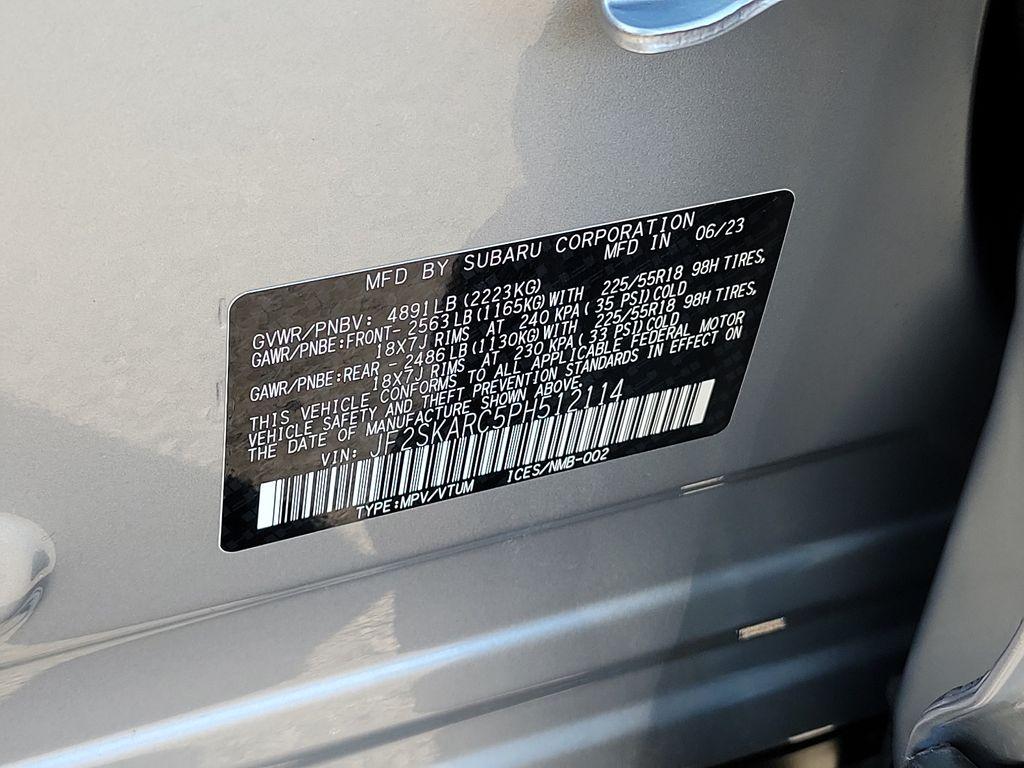 MFD BY SUBARU CORPORATION
MFD IN 06/23
GVWR/PNBV: 4891LB(2223KG)
GAWR/PNBE:FRONT- 2563LB(1165KG)WITH 225/55R18 98H TIRES,
18X7J RIMS AT 240 KPA(35 PSI)COLD
GAWR/PNBE:REAR -2486LB(1130KG)WITH 225/55R18 98H TIRES,
18X7J RIMS AT 230 KPA(33 PSI)COLD
THIS VEHICLE CONFORMS TO ALL APPLICABLE FEDERAL MOTOR
VEHICLE SAFETY AND THEFT PREVENTION STANDARDS IN EFFECT ON
THE DATE OF MANUFACTURE SHOWN ABOVE.
VIN: JF2SKARC5PH512114
TYPE:MPV/VTUM ICES/NMB-002